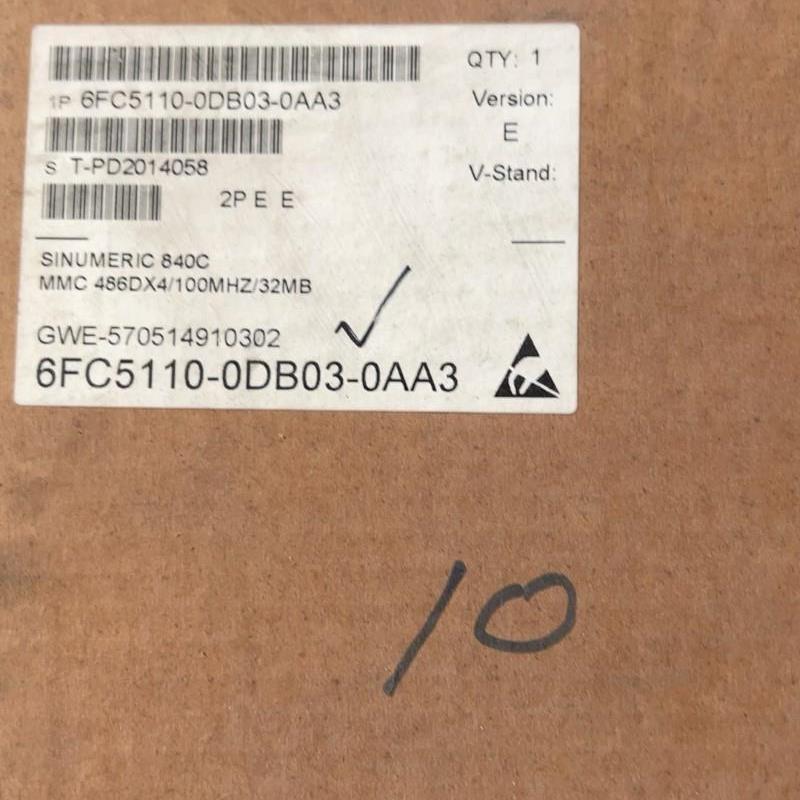 QTY: 1
1P 6FC5110-0DB03-0AA3
Version:
E
S T-PD2014058
V-Stand:
2P E E
SINUMERIC 840C
MMC 486DX4/100MHZ/32MB
GWE-570514910302
6FC5110-0DB03-0AA3
10